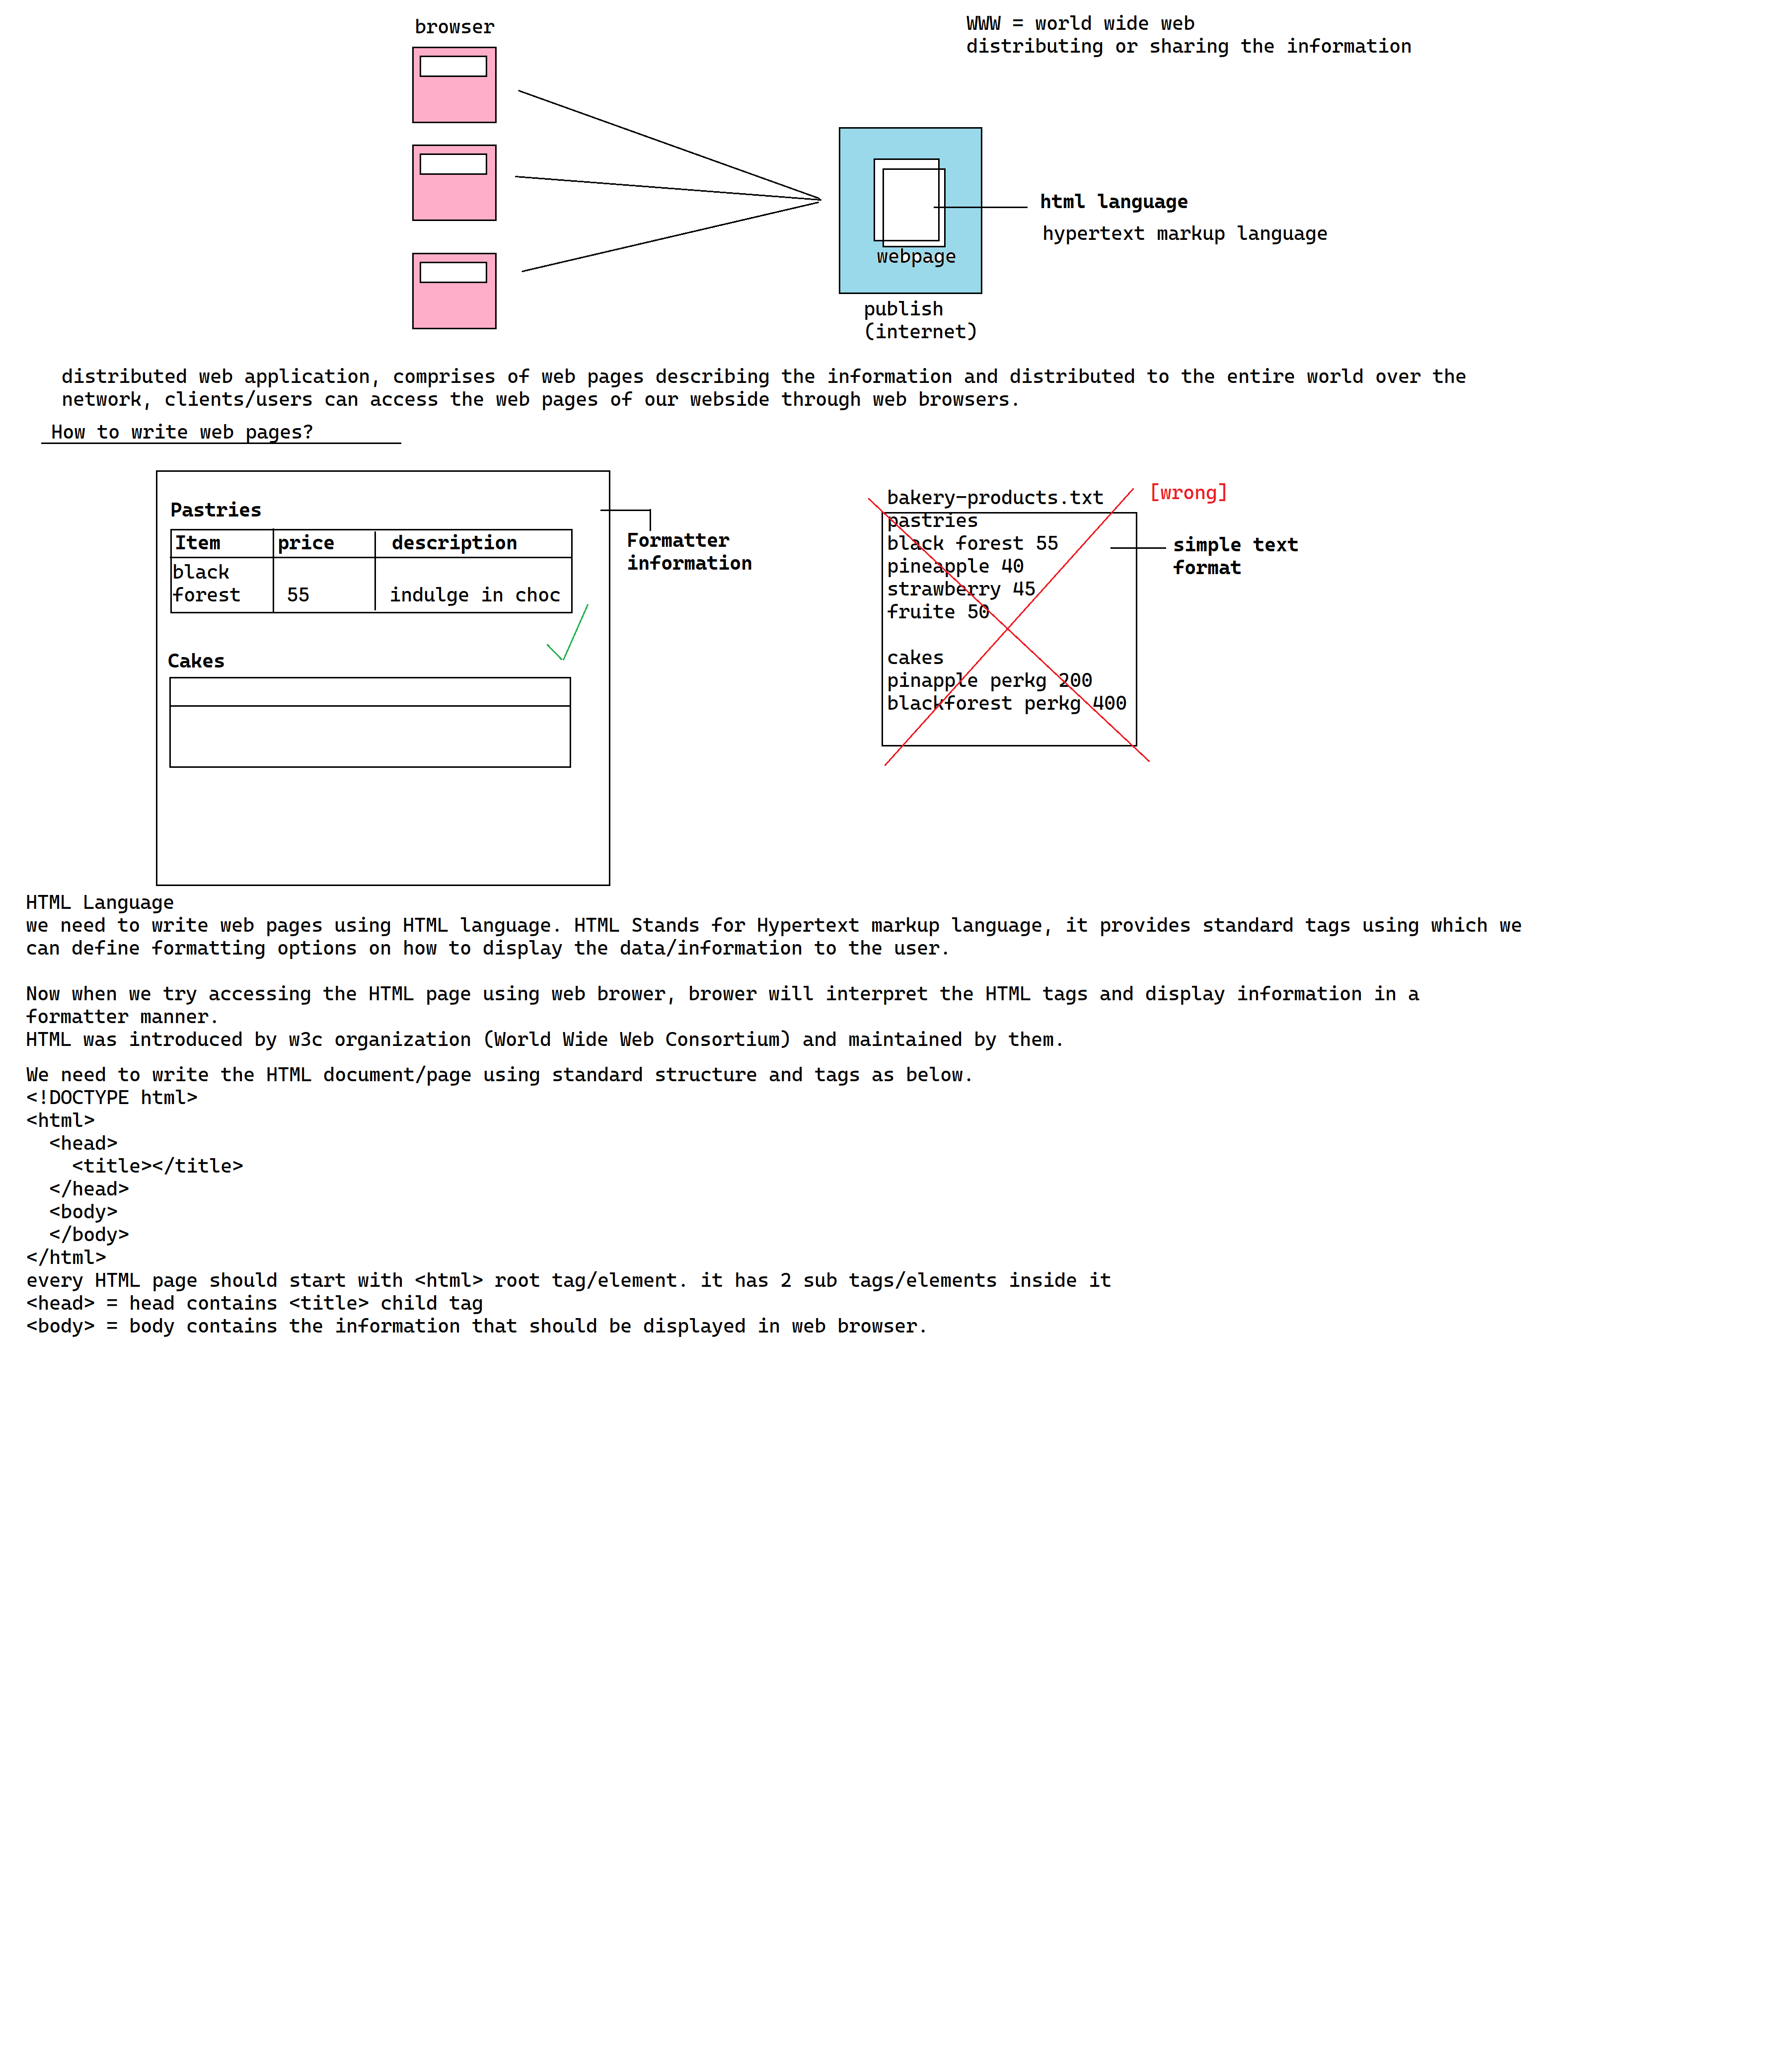 browser
WWW = world wide web
distributing or sharing the information
html language
hypertext markup language
webpage
publish
(internet)
distributed web application, comprises of web pages describing the information and distributed to the entire world over the
network, clients/users can access the web pages of our webside through web browsers.
How to write web pages?
Pastries
Item price description
black
forest 55 indulge in choc
Cakes
Formatter
information
bakery-products.txt
[wrong]
pastries
black forest 55
pineapple 40
strawberry 45
fruite 50
cakes
pinapple perkg 200
blackforest perkg 400
simple text
format
HTML Language
we need to write web pages using HTML language. HTML Stands for Hypertext markup language, it provides standard tags using which we
can define formatting options on how to display the data/information to the user.
Now when we try accessing the HTML page using web brower, brower will interpret the HTML tags and display information in a
formatter manner.
HTML was introduced by w3c organization (World Wide Web Consortium) and maintained by them.
We need to write the HTML document/page using standard structure and tags as below.
<!DOCTYPE html>
<html>
  <head>
    <title></title>
  </head>
  <body>
  </body>
</html>
every HTML page should start with <html> root tag/element. it has 2 sub tags/elements inside it
<head> = head contains <title> child tag
<body> = body contains the information that should be displayed in web browser.